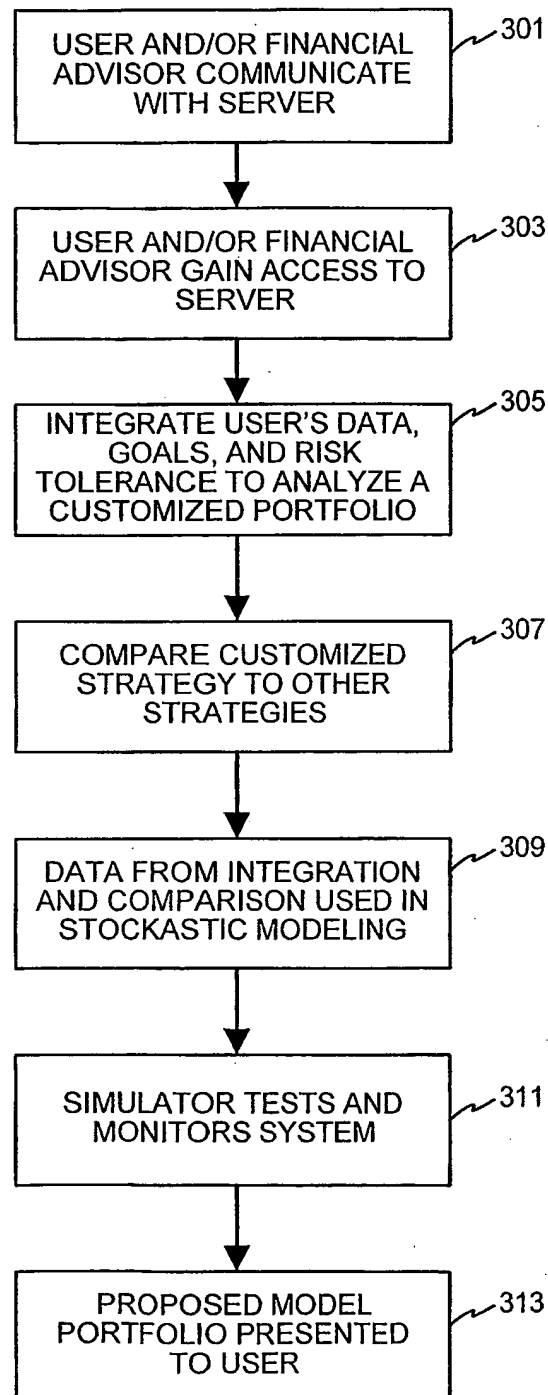 USER AND/OR FINANCIAL
ADVISOR COMMUNICATE
WITH SERVER
301
USER AND/OR FINANCIAL
ADVISOR GAIN ACCESS TO
SERVER
303
INTEGRATE USER'S DATA,
GOALS, AND RISK
TOLERANCE TO ANALYZE A
CUSTOMIZED PORTFOLIO
305
COMPARE CUSTOMIZED
STRATEGY TO OTHER
STRATEGIES
307
DATA FROM INTEGRATION
AND COMPARISON USED IN
STOCKASTIC MODELING
309
SIMULATOR TESTS AND
MONITORS SYSTEM
311
PROPOSED MODEL
PORTFOLIO PRESENTED
TO USER
313